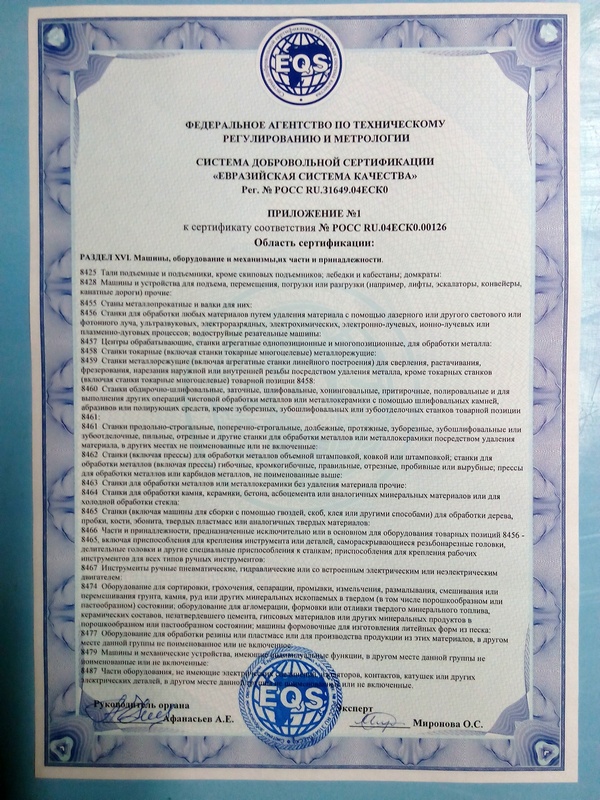 EQS
ФЕДЕРАЛЬНОЕ АГЕНТСТВО ПО ТЕХНИЧЕСКОМУ
РЕГУЛИРОВАНИЮ И МЕТРОЛОГИИ
СИСТЕМА ДОБРОВОЛЬНОЙ СЕРТИФИКАЦИИ
«ЕВРАЗИЙСКАЯ СИСТЕМА КАЧЕСТВА»
Рег. № РОСС RU.31649.04ЕСК0
ПРИЛОЖЕНИЕ №1
к сертификату соответствия № РОСС RU.04ЕСК0.00126
Область сертификации:
РАЗДЕЛ XVI. Машины, оборудование и механизмы,их части и принадлежности.
8425 Тали подъемные и подъемники, кроме скиповых подъемников; лебедки и кабестаны; домкраты:
8428 Машины и устройства для подъема, перемещения, погрузки или разгрузки (например, лифты, эскалаторы, конвейеры,
канатные дороги) прочие:
8455 Станы металлопрокатные и валки для них:
8456 Станки для обработки любых материалов путем удаления материала с помощью лазерного или другого светового или
фотонного луча, ультразвуковых, электроразрядных, электрохимических, электронно-лучевых, ионно-лучевых или
плазменно-дуговых процессов; водоструйные резательные машины:
8457 Центры обрабатывающие, станки агрегатные однопозиционные и многопозиционные, для обработки металла:
8458 Станки токарные (включая станки токарные многоцелевые) металлорежущие:
8459 Станки металлорежущие (включая агрегатные станки линейного построения) для сверления, растачивания,
фрезерования, нарезания наружной или внутренней резьбы посредством удаления металла, кроме токарных станков
(включая станки токарные многоцелевые) товарной позиции 8458:
8460 Станки обдирочно-шлифовальные, заточные, шлифовальные, хонинговальные, притирочные, полировальные и для
выполнения других операций чистовой обработки металлов или металлокерамики с помощью шлифовальных камней,
абразивов или полирующих средств, кроме зуборезных, зубошлифовальных или зубоотделочных станков товарной позиции
8461:
8461 Станки продольно-строгальные, поперечно-строгальные, долбежные, протяжные, зуборезные, зубошлифовальные или
зубоотделочные, пильные, отрезные и другие станки для обработки металлов или металлокерамики посредством удаления
материала, в других местах не поименованные или не включенные:
8462 Станки (включая прессы) для обработки металлов объемной штамповкой, ковкой или штамповкой; станки для
обработки металлов (включая прессы) гибочные, кромкогибочные, правильные, отрезные, пробивные или вырубные; прессы
для обработки металлов или карбидов металлов, не поименованные выше:
8463 Станки для обработки металлов или металлокерамики без удаления материала прочие:
8464 Станки для обработки камня, керамики, бетона, асбоцемента или аналогичных минеральных материалов или для
холодной обработки стекла:
8465 Станки (включая машины для сборки с помощью гвоздей, скоб, клея или другими способами) для обработки дерева,
пробки, кости, эбонита, твердых пластмасс или аналогичных твердых материалов:
8466 Части и принадлежности, предназначенные исключительно или в основном для оборудования товарных позиций 8456 -
8465, включая приспособления для крепления инструмента или деталей, самораскрывающиеся резьбонарезные головки,
делительные головки и другие специальные приспособления к станкам; приспособления для крепления рабочих
инструментов для всех типов ручных инструментов:
8467 Инструменты ручные пневматические, гидравлические или со встроенным электрическим или неэлектрическим
двигателем:
8474 Оборудование для сортировки, грохочения, сепарации, промывки, измельчения, размалывания, смешивания или
перемешивания грунта, камня, руд или других минеральных ископаемых в твердом (в том числе порошкообразном или
пастообразном) состоянии; оборудование для агломерации, формовки или отливки твердого минерального топлива,
керамических составов, незатвердевшего цемента, гипсовых материалов или других минеральных продуктов в
порошкообразном или пастообразном состоянии; машины формовочные для изготовления литейных форм из песка:
8477 Оборудование для обработки резины или пластмасс или для производства продукции из этих материалов, в другом
месте данной группы не поименованное или не включенное:
8479 Машины и механические устройства, имеющие индивидуальные функции, в другом месте данной группы не
поименованные или не включенные:
8487 Части оборудования, не имеющие электрических соединений, изоляторов, контактов, катушек или других
электрических деталей, в другом месте данной группы не поименованные или не включенные.
Руководитель органа
Афанасьев А.Е.
EQS
Эксперт
Миронова О.С.